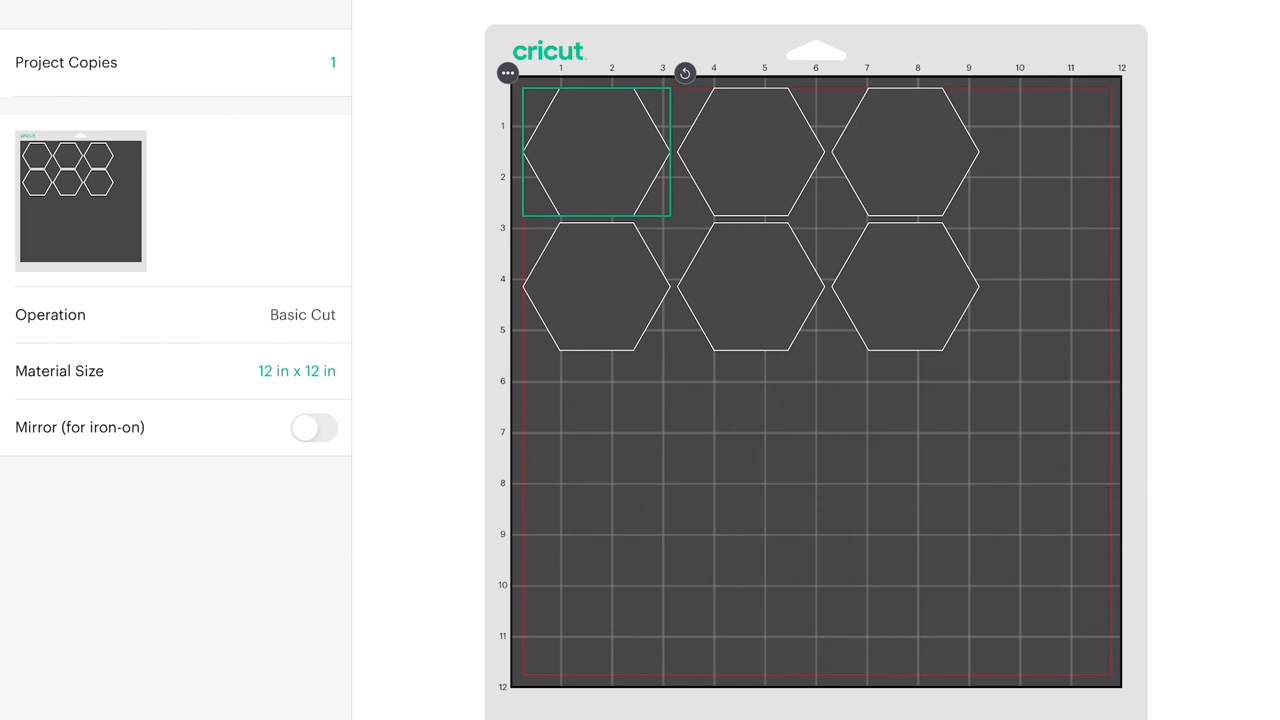 Project Copies 1
cricut
Operation Basic Cut
Material Size 12 in x 12 in
Mirror (for iron-on)
cricut
1 2 3 4 5 6 7 8 9 10 11 12
1
2
3
4
5
6
7
8
9
10
11
12